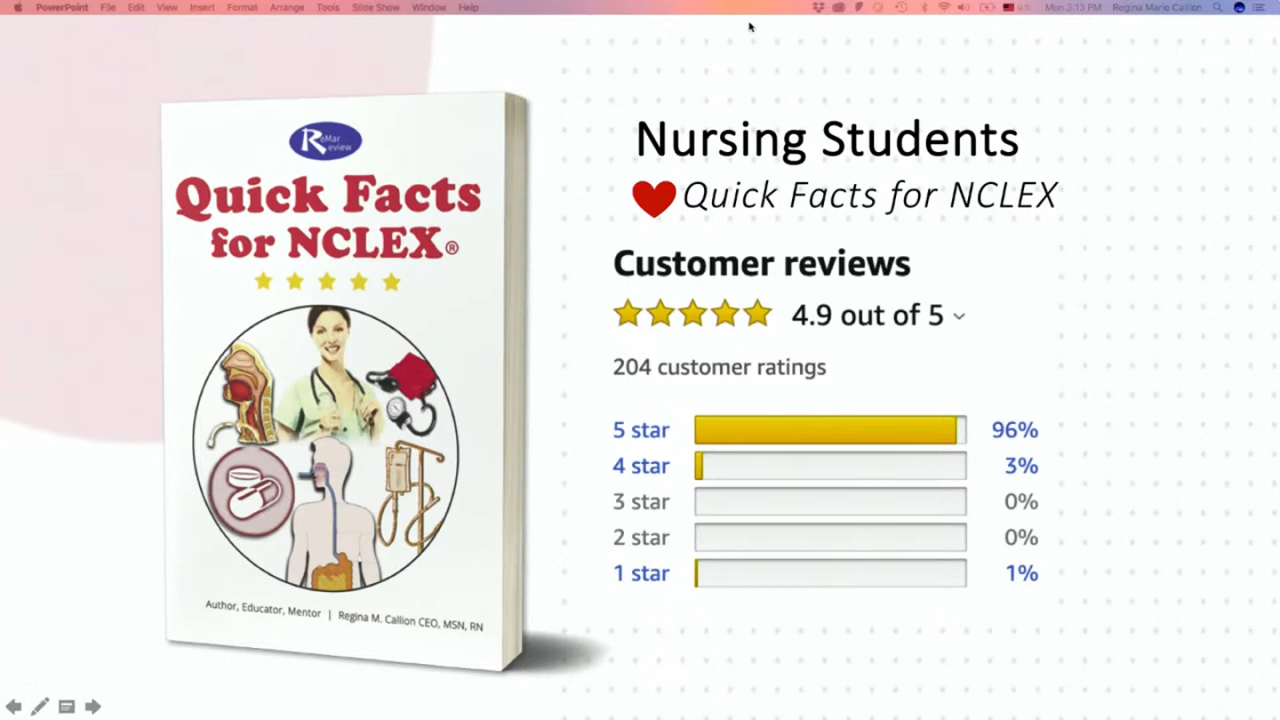 PowerPoint File Edit View Insert Format Arrange Tools Slide Show Window Help
U.S. Mon 3:13 PM Regina Marie Callion
ReMar
Review
Quick Facts
for NCLEX®
Author, Educator, Mentor | Regina M. Callion CEO, MSN, RN
Nursing Students
Quick Facts for NCLEX
Customer reviews
4.9 out of 5
204 customer ratings
5 star 96%
4 star 3%
3 star 0%
2 star 0%
1 star 1%